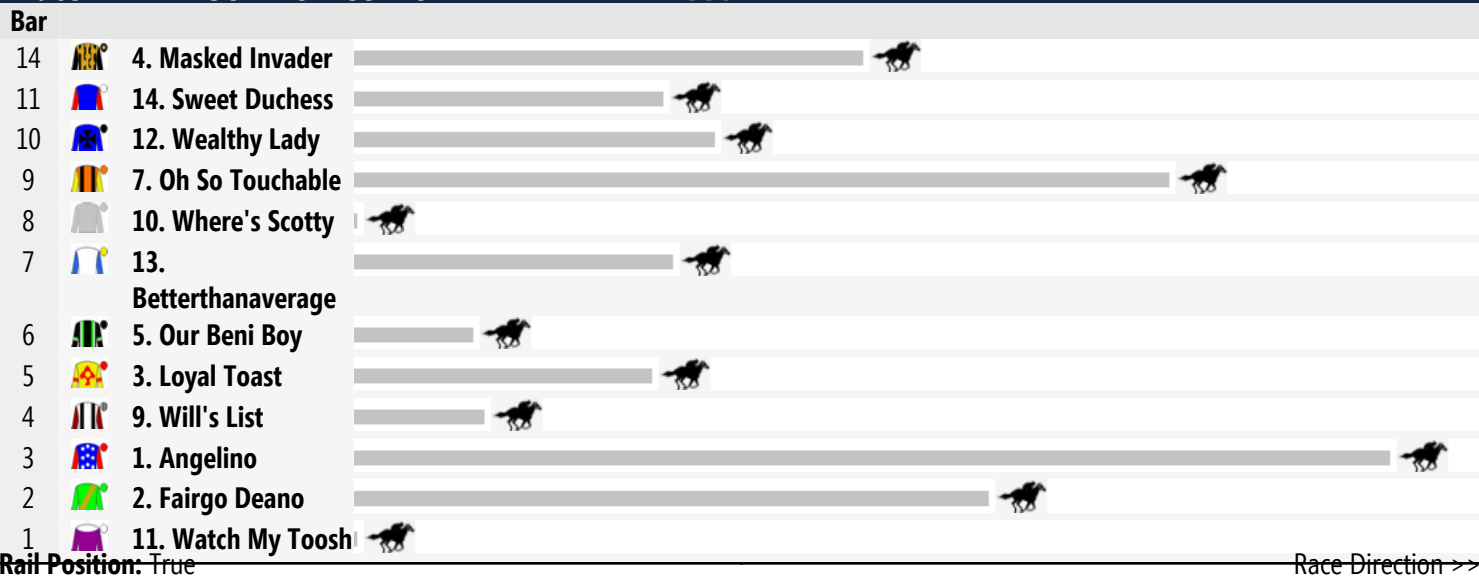 Bar
14 4. Masked Invader
11 14. Sweet Duchess
10 12. Wealthy Lady
9 7. Oh So Touchable
8 10. Where's Scotty
7 13.
Betterthanaverage
6 5. Our Beni Boy
5 3. Loyal Toast
4 9. Will's List
3 1. Angelino
2 2. Fairgo Deano
1 11. Watch My Toosh
Rail Position: True Race Direction >>